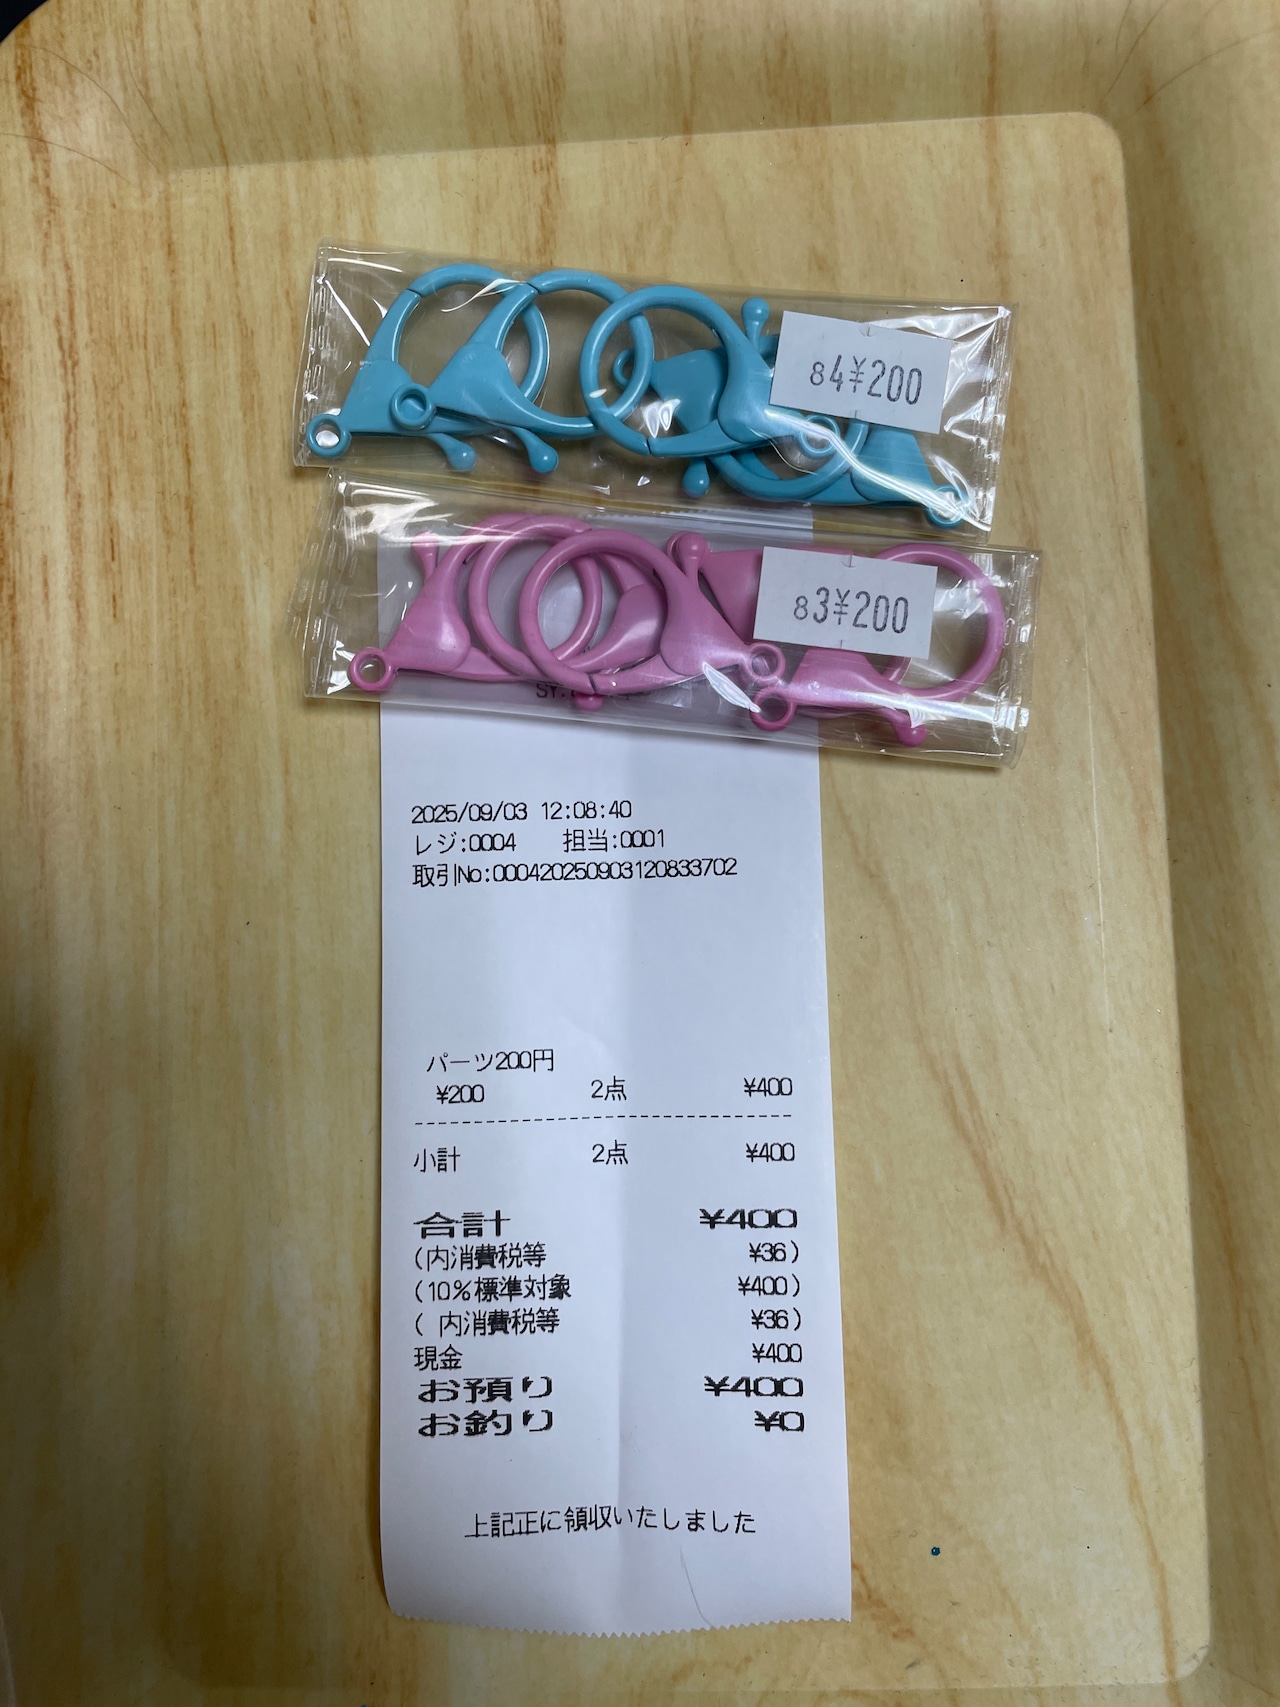 84¥200
83¥200
2025/09/03 12:08:40
レジ:0004 担当:0001
取引No:000420250903120833702
パーツ200円
¥200 2点 ¥400
小計 2点 ¥400
合計 ¥400
(内消費税等 ¥36)
(10%標準対象 ¥400)
( 内消費税等 ¥36)
現金 ¥400
お預り ¥400
お釣り ¥0
上記正に領収いたしました